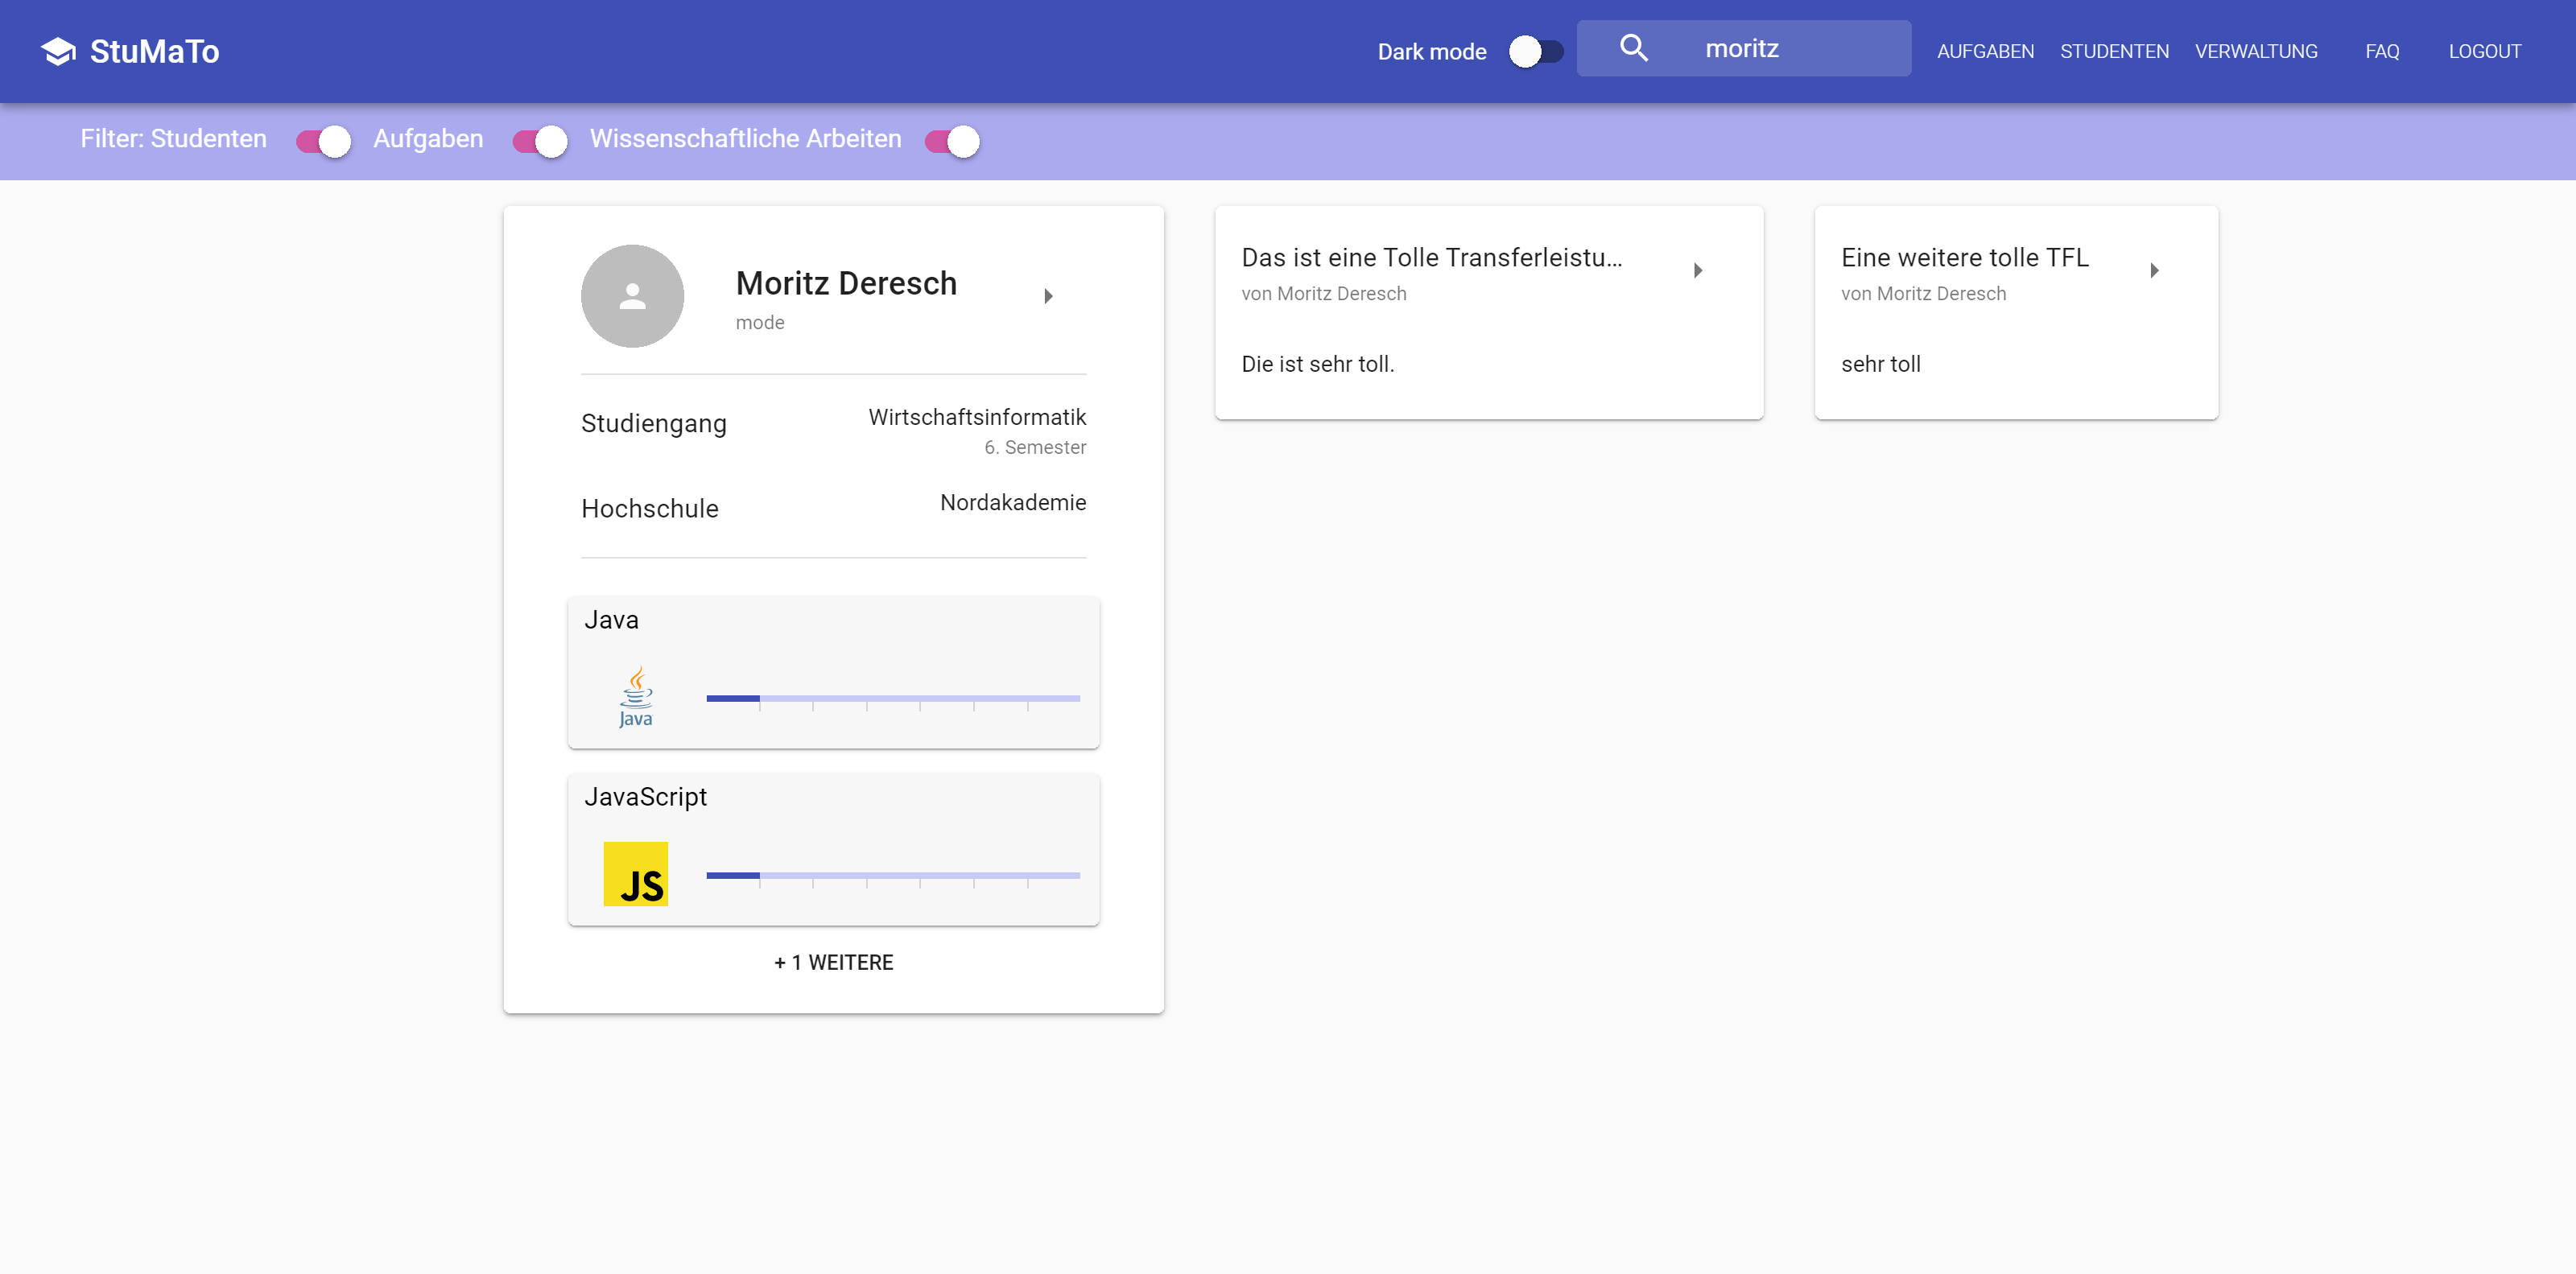 StuMaTo
Dark mode
moritz
AUFGABEN
STUDENTEN
VERWALTUNG
FAQ
LOGOUT
Filter: Studenten
Aufgaben
Wissenschaftliche Arbeiten
Moritz Deresch
mode
Studiengang
Wirtschaftsinformatik
6. Semester
Hochschule
Nordakademie
Java
Java
JavaScript
JS
+ 1 WEITERE
Das ist eine Tolle Transferleistu...
von Moritz Deresch
Die ist sehr toll.
Eine weitere tolle TFL
von Moritz Deresch
sehr toll